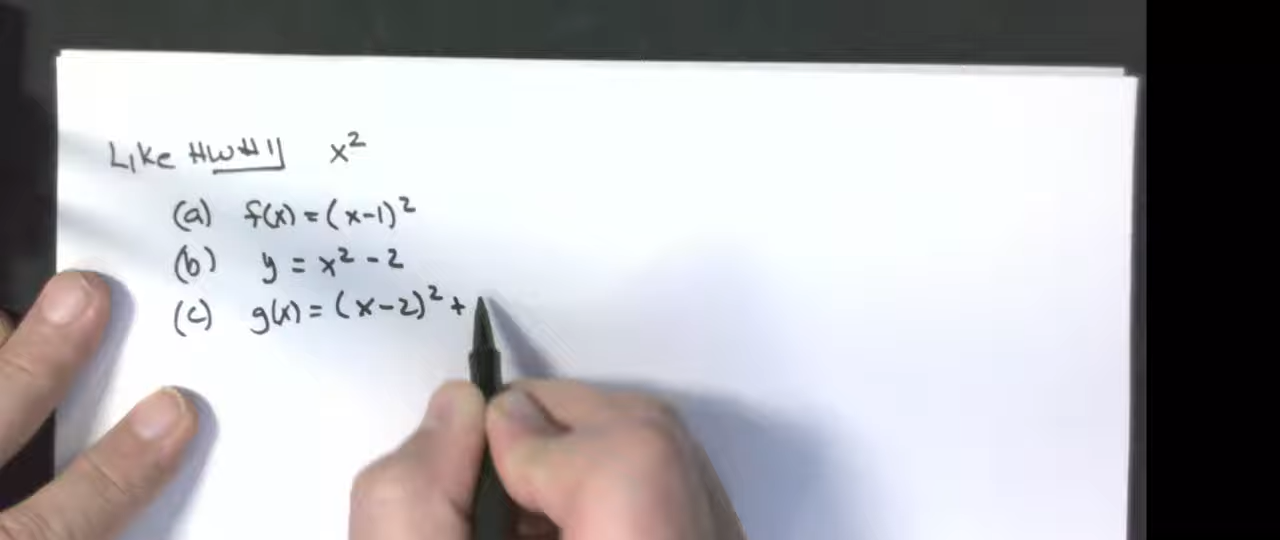 Like HW#11 x²
(a) f(x) = (x-1)²
(b) y = x² - 2
(c) g(x) = (x-2)² +